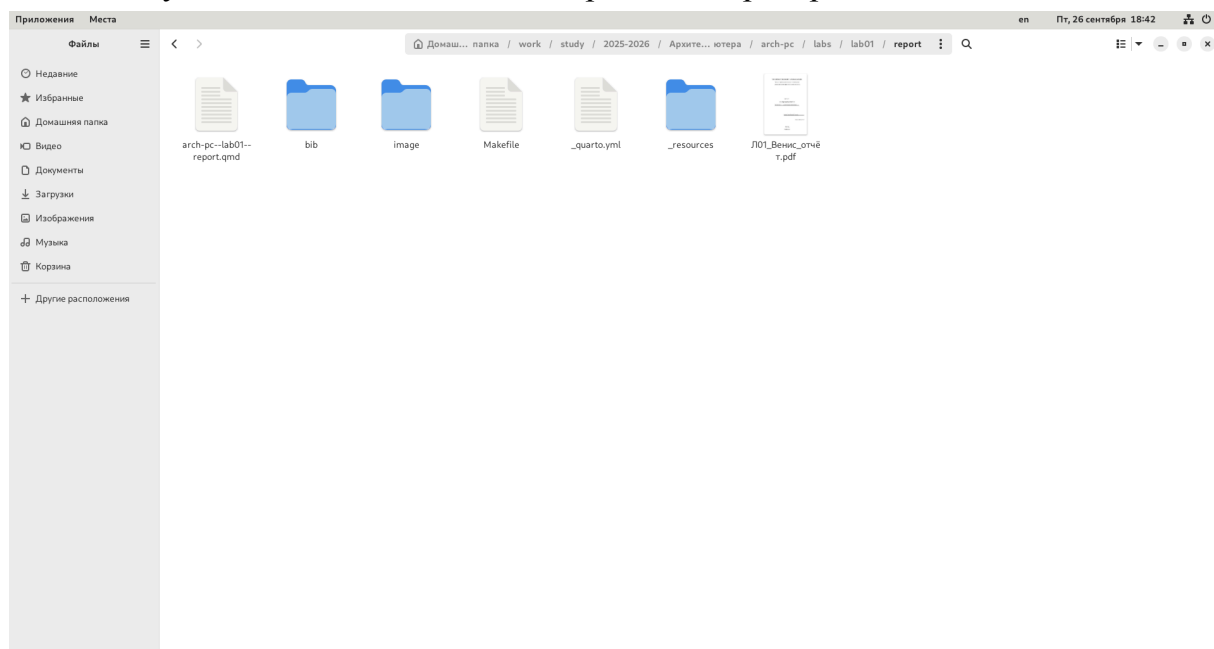 Приложения Места en Пт, 26 сентября 18:42
Файлы
Домаш... папка / work / study / 2025-2026 / Архите... ютера / arch-pc / labs / lab01 / report
Недавние
Избранные
Домашняя папка
Видео
Документы
Загрузки
Изображения
Музыка
Корзина
Другие расположения
arch-pc--lab01--
report.qmd
bib
image
Makefile
_quarto.yml
_resources
Л01_Венис_отчё
т.pdf